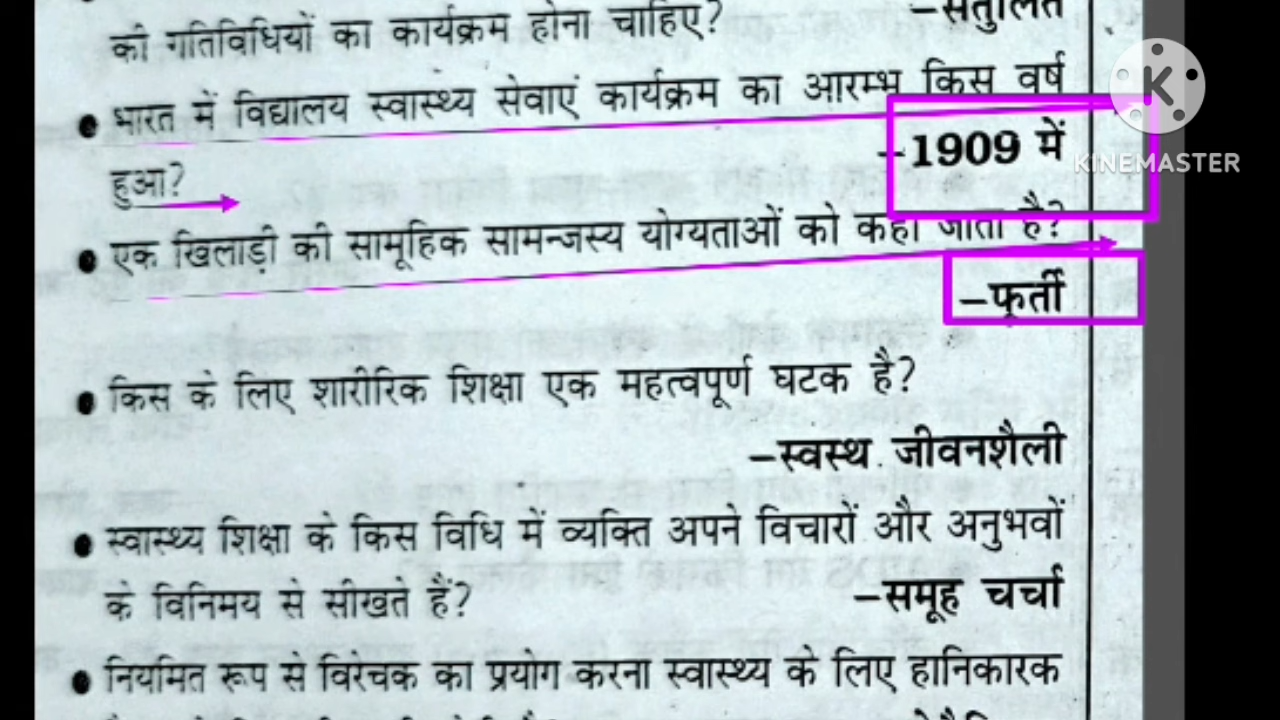 की गतिविधियों का कार्यक्रम होना चाहिए? –संतुलित
• भारत में विद्यालय स्वास्थ्य सेवाएं कार्यक्रम का आरम्भ किस वर्ष
हुआ? –1909 में
K
KINEMASTER
• एक खिलाड़ी की सामूहिक सामन्जस्य योग्यताओं को कहा जाता है?
–फूर्ती
• किस के लिए शारीरिक शिक्षा एक महत्वपूर्ण घटक है?
–स्वस्थ जीवनशैली
• स्वास्थ्य शिक्षा के किस विधि में व्यक्ति अपने विचारों और अनुभवों
के विनिमय से सीखते हैं? –समूह चर्चा
• नियमित रूप से विरेचक का प्रयोग करना स्वास्थ्य के लिए हानिकारक